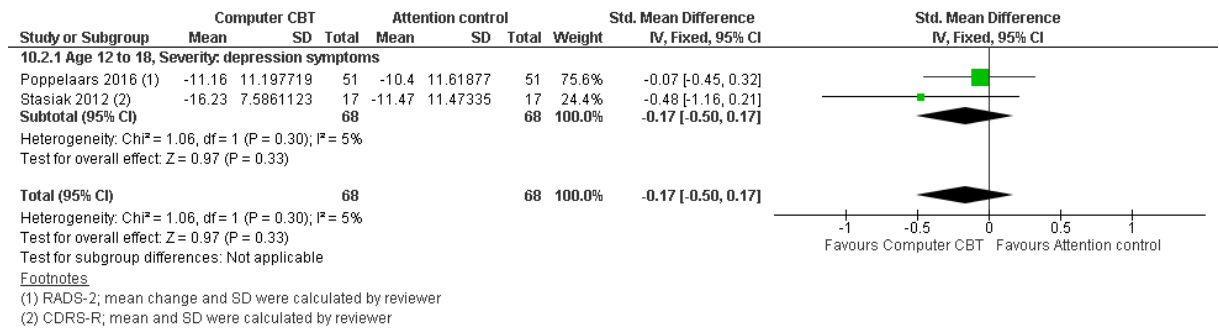 Computer CBT Attention control Std. Mean Difference Std. Mean Difference
Study or Subgroup Mean SD Total Mean SD Total Weight IV, Fixed, 95% CI IV, Fixed, 95% CI
10.2.1 Age 12 to 18, Severity: depression symptoms
Poppelaars 2016 (1) -11.16 11.197719 51 -10.4 11.61877 51 75.6% -0.07 [-0.45, 0.32]
Stasiak 2012 (2) -16.23 7.5861123 17 -11.47 11.47335 17 24.4% -0.48 [-1.16, 0.21]
Subtotal (95% CI) 68 68 100.0% -0.17 [-0.50, 0.17]
Heterogeneity: Chi² = 1.06, df = 1 (P = 0.30); I² = 5%
Test for overall effect: Z = 0.97 (P = 0.33)
Total (95% CI) 68 68 100.0% -0.17 [-0.50, 0.17]
Heterogeneity: Chi² = 1.06, df = 1 (P = 0.30); I² = 5%
Test for overall effect: Z = 0.97 (P = 0.33)
Test for subgroup differences: Not applicable
-1 -0.5 0 0.5 1
Favours Computer CBT Favours Attention control
Footnotes
(1) RADS-2; mean change and SD were calculated by reviewer
(2) CDRS-R; mean and SD were calculated by reviewer